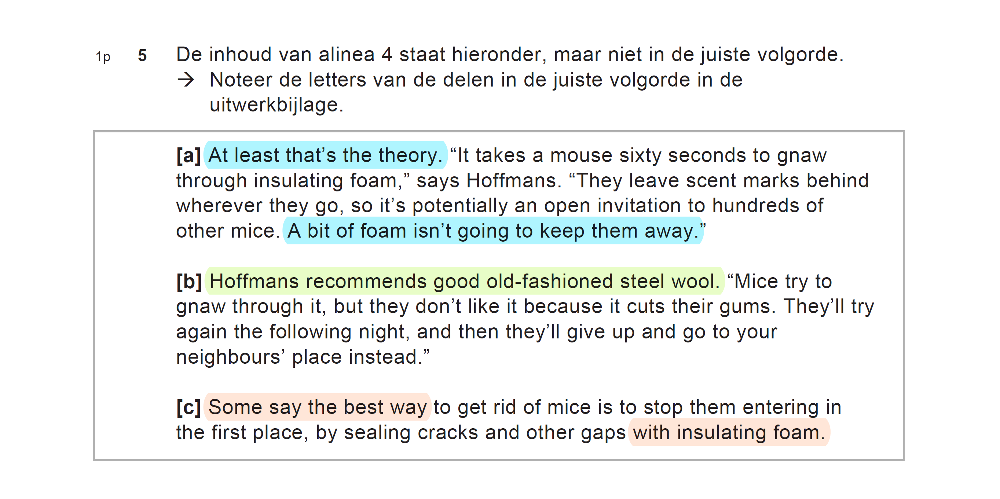 1p 5 De inhoud van alinea 4 staat hieronder, maar niet in de juiste volgorde.
→ Noteer de letters van de delen in de juiste volgorde in de
uitwerkbijlage.
[a] At least that’s the theory. “It takes a mouse sixty seconds to gnaw
through insulating foam,” says Hoffmans. “They leave scent marks behind
wherever they go, so it’s potentially an open invitation to hundreds of
other mice. A bit of foam isn’t going to keep them away.”
[b] Hoffmans recommends good old-fashioned steel wool. “Mice try to
gnaw through it, but they don’t like it because it cuts their gums. They’ll try
again the following night, and then they’ll give up and go to your
neighbours’ place instead.”
[c] Some say the best way to get rid of mice is to stop them entering in
the first place, by sealing cracks and other gaps with insulating foam.